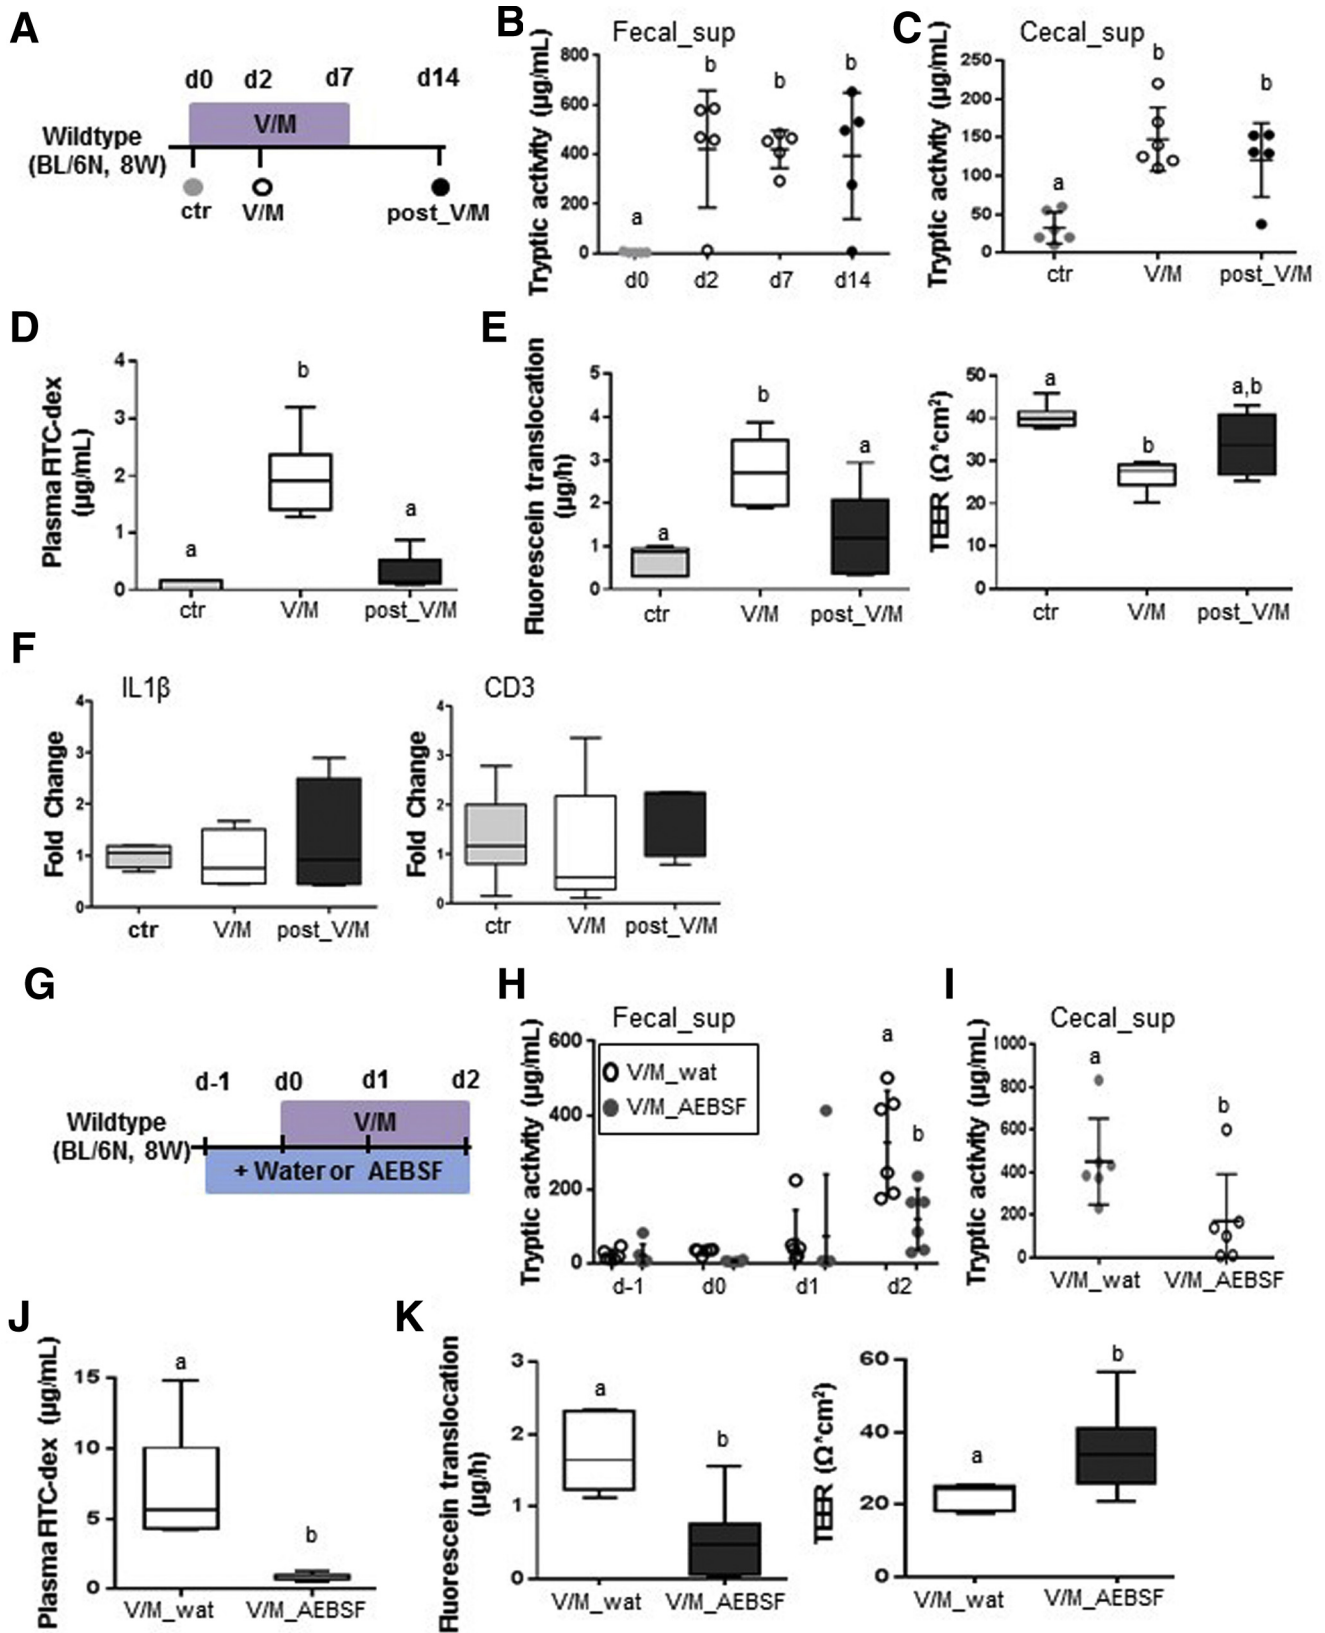 A
d0 d2 d7 d14
V/M
Wildtype
(BL/6N, 8W)
ctr V/M post_V/M
B
Fecal_sup
Tryptic activity (µg/mL)
800
600
400
200
0
a b b b
d0 d2 d7 d14
C
Cecal_sup
Tryptic activity (µg/mL)
250
200
150
100
50
0
a b b
ctr V/M post_V/M
D
Plasma FITC-dex
(µg/mL)
4
3
2
1
0
a b a
ctr V/M post_V/M
E
Fluorescein translocation
(µg/h)
5
4
3
2
1
0
a b a
ctr V/M post_V/M
TEER (Ω*cm²)
50
40
30
20
10
0
a b a,b
ctr V/M post_V/M
F
IL1β
Fold Change
4
3
2
1
0
ctr V/M post_V/M
CD3
Fold Change
4
3
2
1
0
ctr V/M post_V/M
G
d-1 d0 d1 d2
V/M
Wildtype
(BL/6N, 8W)
+ Water or AEBSF
H
Fecal_sup
Tryptic activity (µg/mL)
600
400
200
0
V/M_wat
V/M_AEBSF
a
b
d-1 d0 d1 d2
I
Cecal_sup
Tryptic activity (µg/mL)
1000
800
600
400
200
0
a b
V/M_wat V/M_AEBSF
J
Plasma FITC-dex (µg/mL)
15
10
5
0
a b
V/M_wat V/M_AEBSF
K
Fluorescein translocation
(µg/h)
3
2
1
0
a b
V/M_wat V/M_AEBSF
TEER (Ω*cm²)
60
40
20
0
a b
V/M_wat V/M_AEBSF